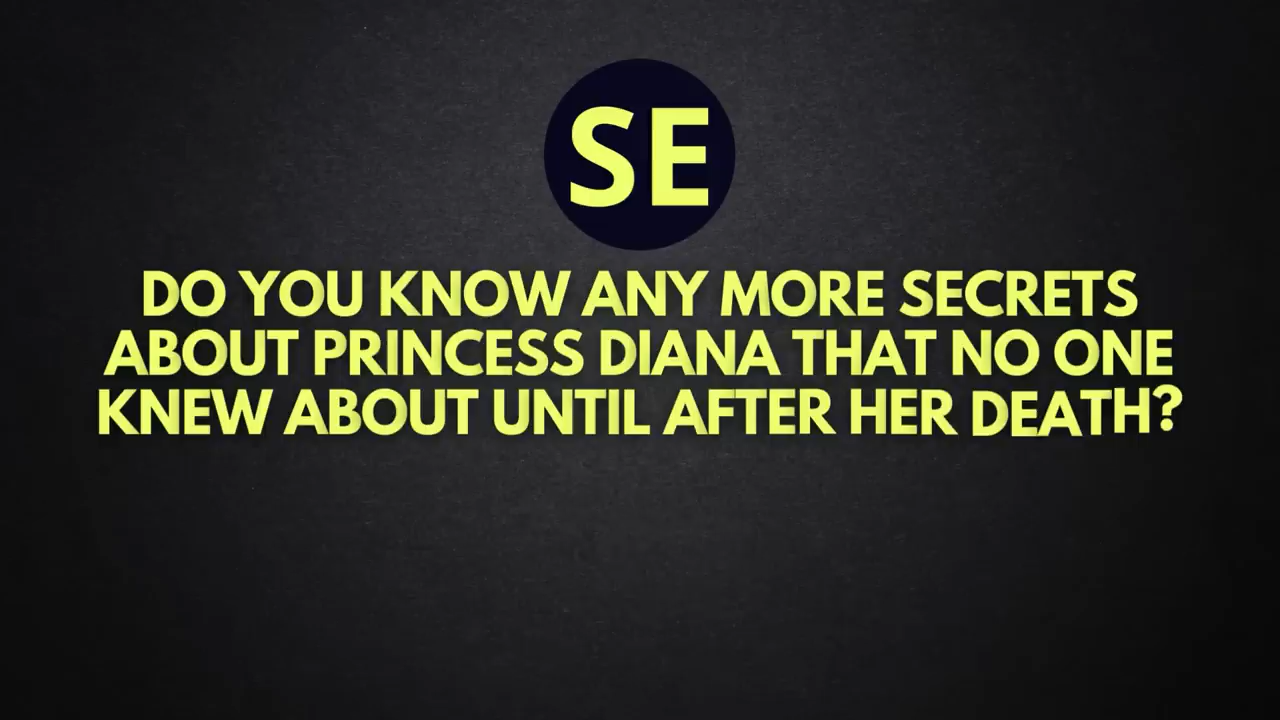 SE
DO YOU KNOW ANY MORE SECRETS
ABOUT PRINCESS DIANA THAT NO ONE
KNEW ABOUT UNTIL AFTER HER DEATH?